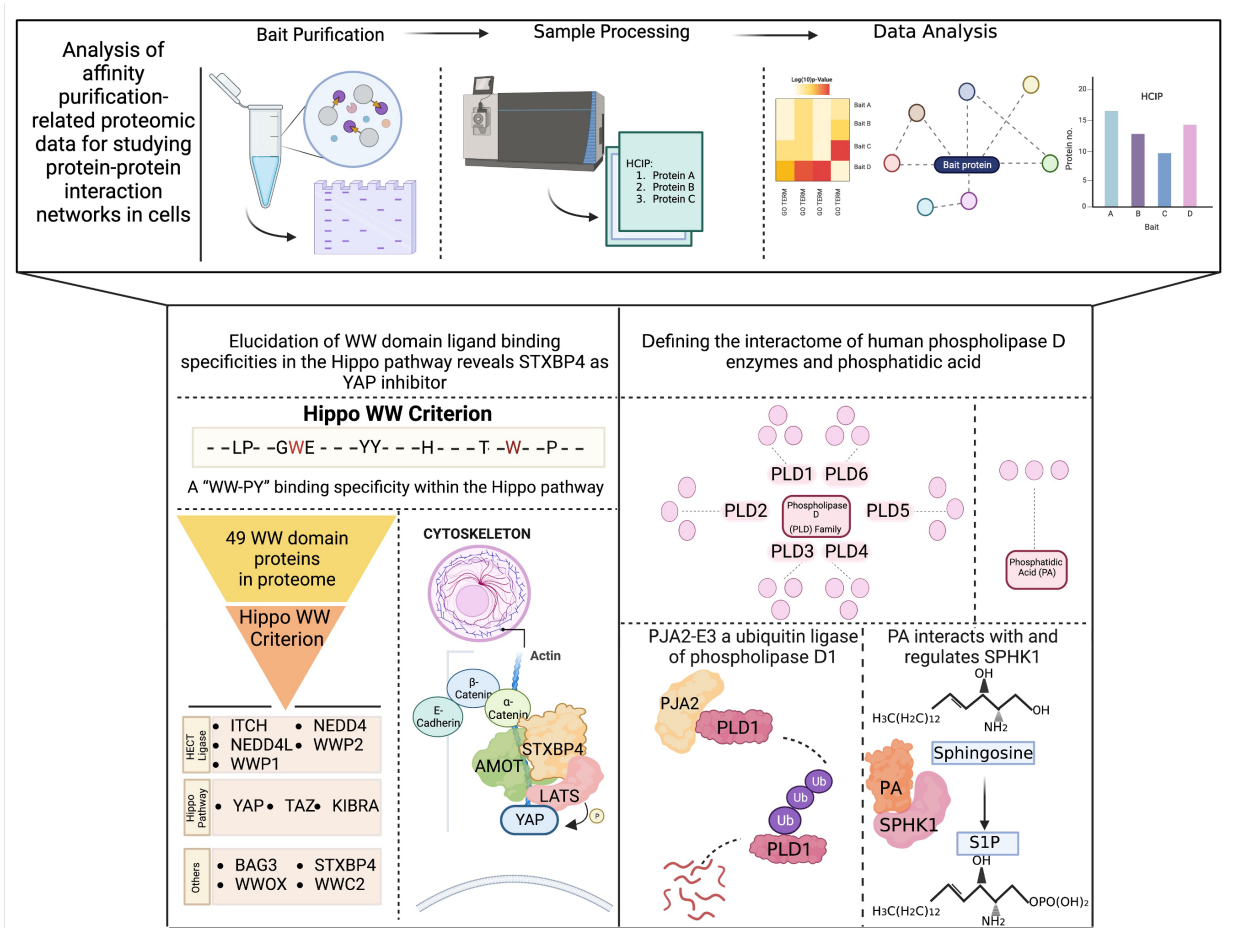 Analysis of
affinity
purification-
related proteomic
data for studying
protein-protein
interaction
networks in cells
Bait Purification
Sample Processing
Data Analysis
HCIP:
1. Protein A
2. Protein B
3. Protein C
Log(10)p-Value
Bait A
Bait B
Bait C
Bait D
GO TERM
GO TERM
GO TERM
GO TERM
Bait protein
HCIP
Protein no.
20
15
10
5
0
A B C D
Bait
Elucidation of WW domain ligand binding
specificities in the Hippo pathway reveals STXBP4 as
YAP inhibitor
Hippo WW Criterion
--LP--GWE----YY---H----T--W--P---
A “WW-PY” binding specificity within the Hippo pathway
49 WW domain
proteins
in proteome
Hippo WW
Criterion
HECT
Ligase
• ITCH • NEDD4
• NEDD4L • WWP2
• WWP1
Hippo
Pathway
• YAP • TAZ • KIBRA
Others
• BAG3 • STXBP4
• WWOX • WWC2
CYTOSKELETON
Actin
β-
Catenin
E-
Cadherin
α-
Catenin
STXBP4
AMOT
LATS
YAP
P
Defining the interactome of human phospholipase D
enzymes and phosphatidic acid
PLD1 PLD6
PLD2
Phospholipase
D
(PLD) Family
PLD5
PLD3 PLD4
Phosphatidic
Acid (PA)
PJA2-E3 a ubiquitin ligase
of phospholipase D1
PJA2
PLD1
Ub
Ub
Ub
PLD1
PA interacts with and
regulates SPHK1
OH
H3C(H2C)12
OH
NH2
Sphingosine
PA
SPHK1
S1P
OH
H3C(H2C)12
OPO(OH)2
NH2